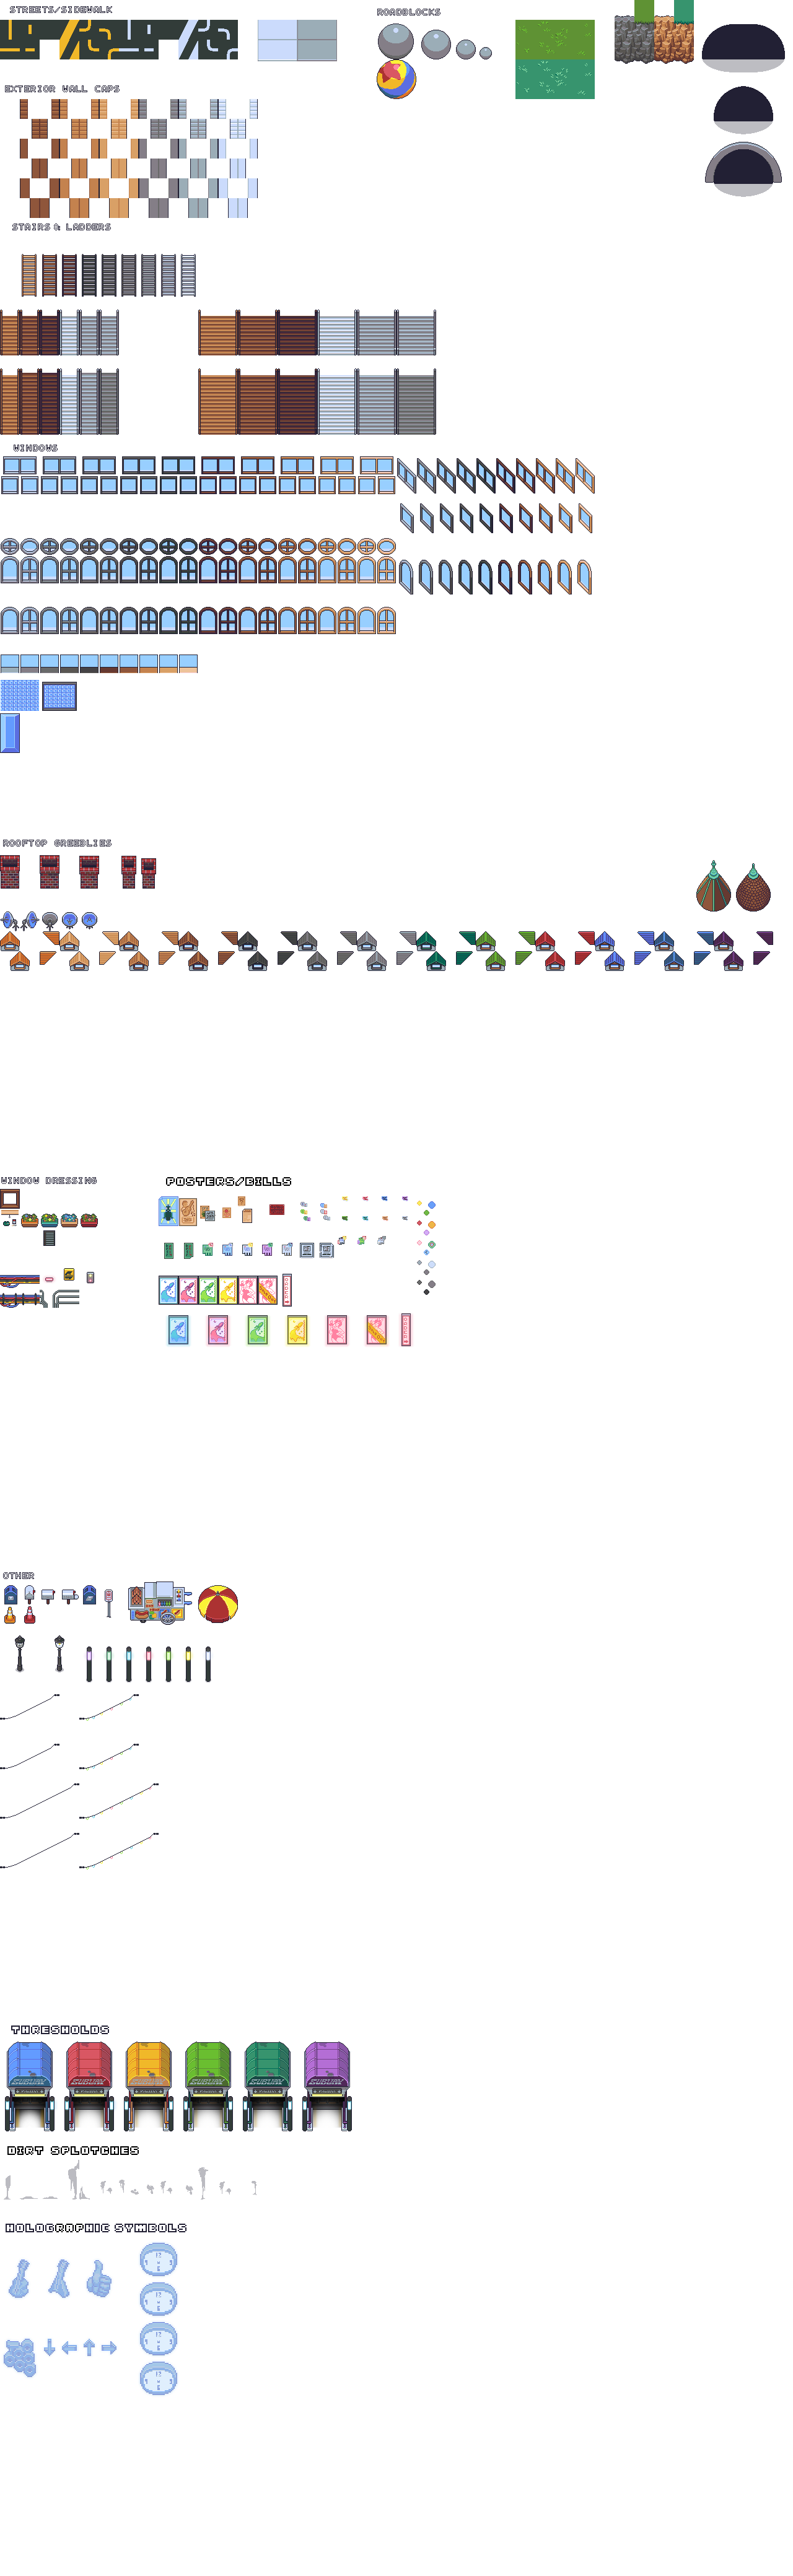 STREETS/SIDEWALK
ROADBLOCKS
EXTERIOR WALL CAPS
STAIRS & LADDERS
WINDOWS
ROOFTOP GREEBLIES
WINDOW DRESSING
POSTERS/BILLS
OTHER
THRESHOLDS
DIRT SPLOTCHES
HOLOGRAPHIC SYMBOLS